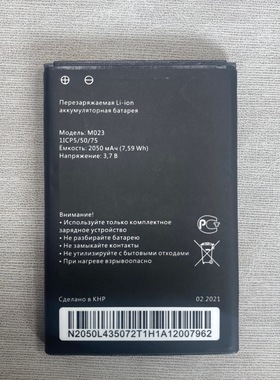 + -
Перезаряжаемая Li-ion
аккумуляторная батарея
Модель: M023
1ICP5/50/75
Емкость: 2050 мАч (7,59 Wh)
Напряжение: 3,7 В
Внимание!
• Используйте только комплектное
зарядное устройство
• Не разбирайте батарею
• Не замыкайте контакты
• Не утилизируйте с бытовыми отходами
• При нагреве взрывоопасно
Сделано в КНР
02.2021
N2050L435072T1H1A12007962